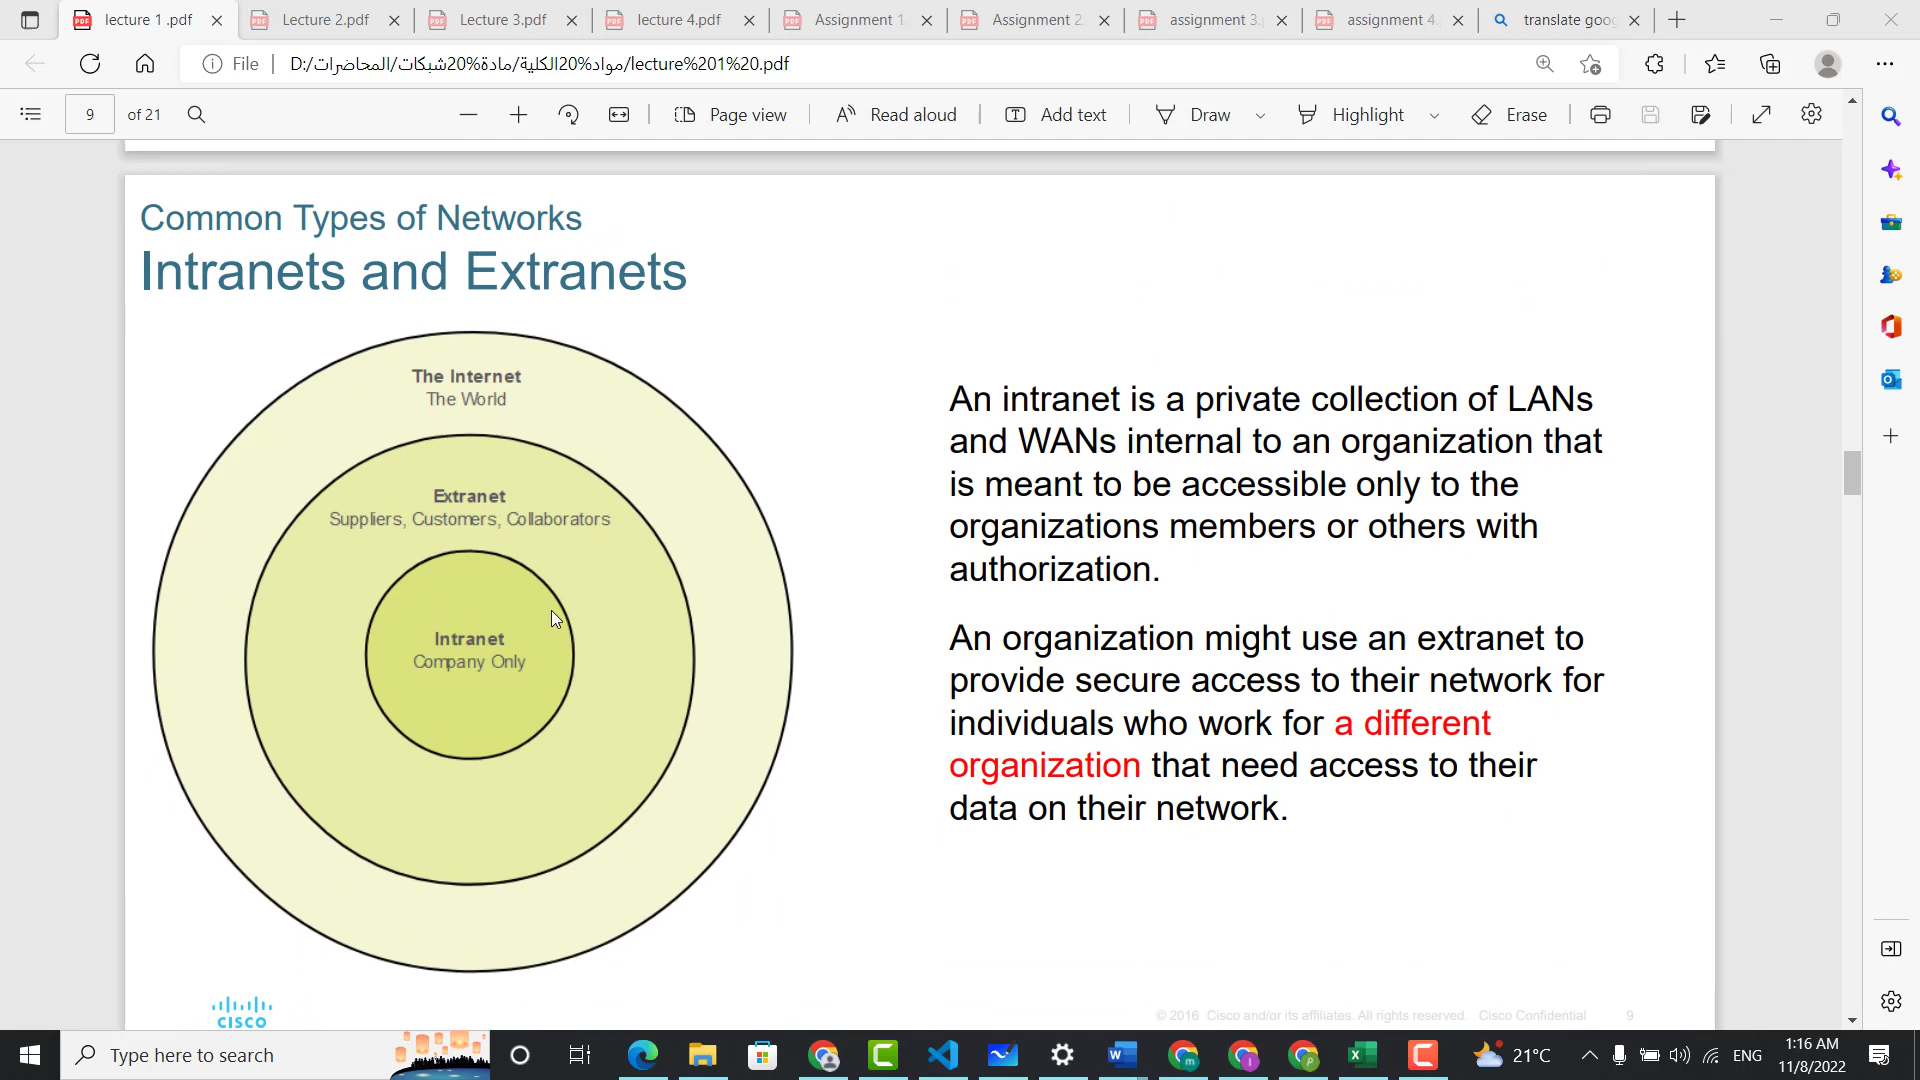 lecture 1 .pdf
Lecture 2.pdf
Lecture 3.pdf
lecture 4.pdf
Assignment 1.
Assignment 2
assignment 3.
assignment 4.
translate goog
File
D:/مواد%20الكلية/مادة%20شبكات/المحاضرات/lecture%201%20.pdf
9
of 21
Page view
Read aloud
Add text
Draw
Highlight
Erase
Common Types of Networks
Intranets and Extranets
The Internet
The World
Extranet
Suppliers, Customers, Collaborators
Intranet
Company Only
An intranet is a private collection of LANs
and WANs internal to an organization that
is meant to be accessible only to the
organizations members or others with
authorization.
An organization might use an extranet to
provide secure access to their network for
individuals who work for a different
organization that need access to their
data on their network.
CISCO
© 2016 Cisco and/or its affiliates. All rights reserved. Cisco Confidential 9
Type here to search
21°C
ENG
1:16 AM
11/8/2022